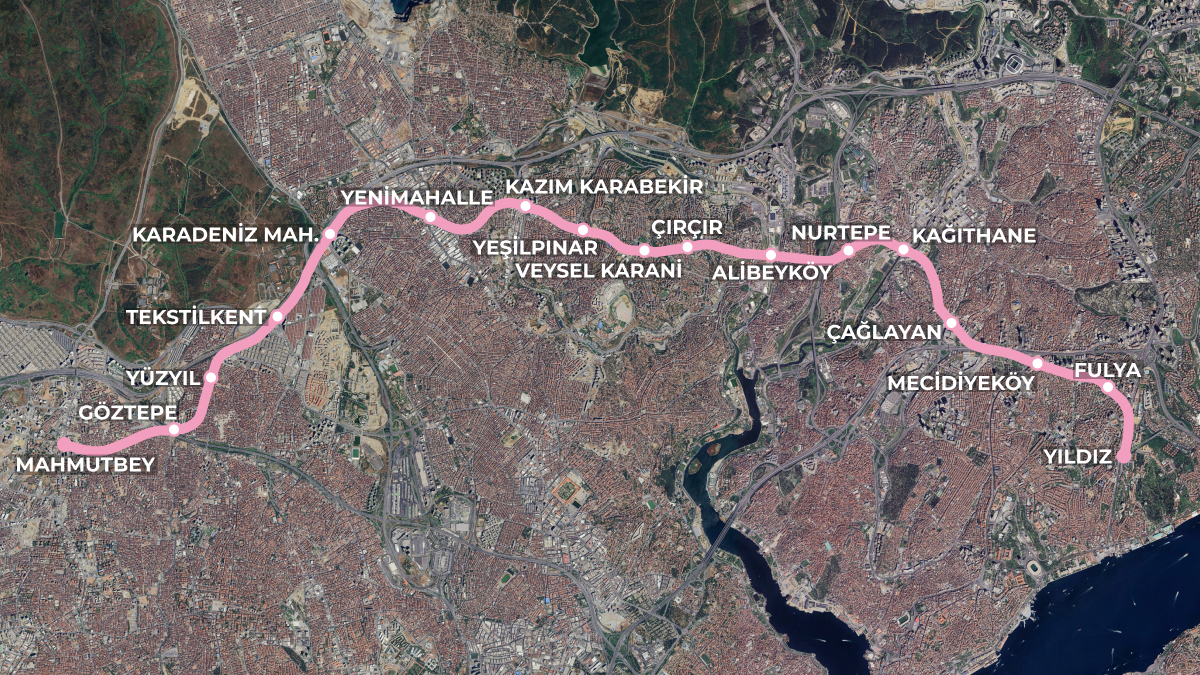 YENİMAHALLE
KAZIM KARABEKİR
KARADENİZ MAH.
YEŞİLPINAR
ÇIRÇIR
VEYSEL KARANİ
NURTEPE
KAĞITHANE
ALİBEYKÖY
TEKSTİLKENT
ÇAĞLAYAN
YÜZYIL
MECİDİYEKÖY
FULYA
GÖZTEPE
MAHMUTBEY
YILDIZ